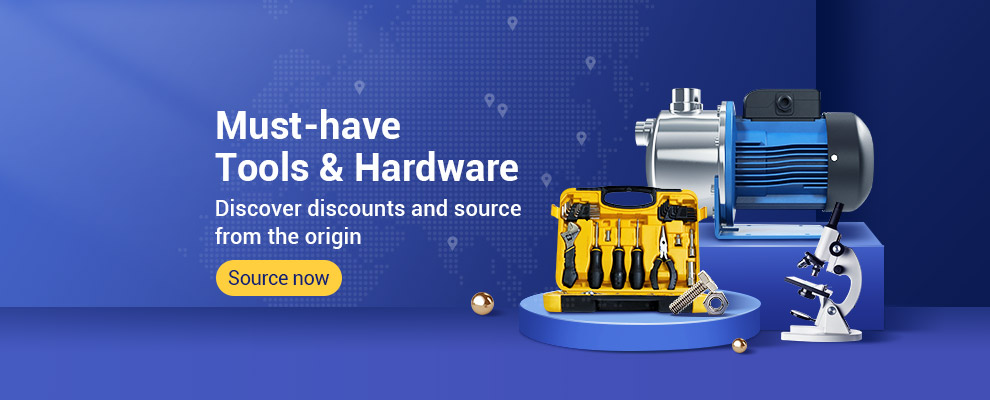 Must-have
Tools & Hardware
Discover discounts and source
from the origin
Source now